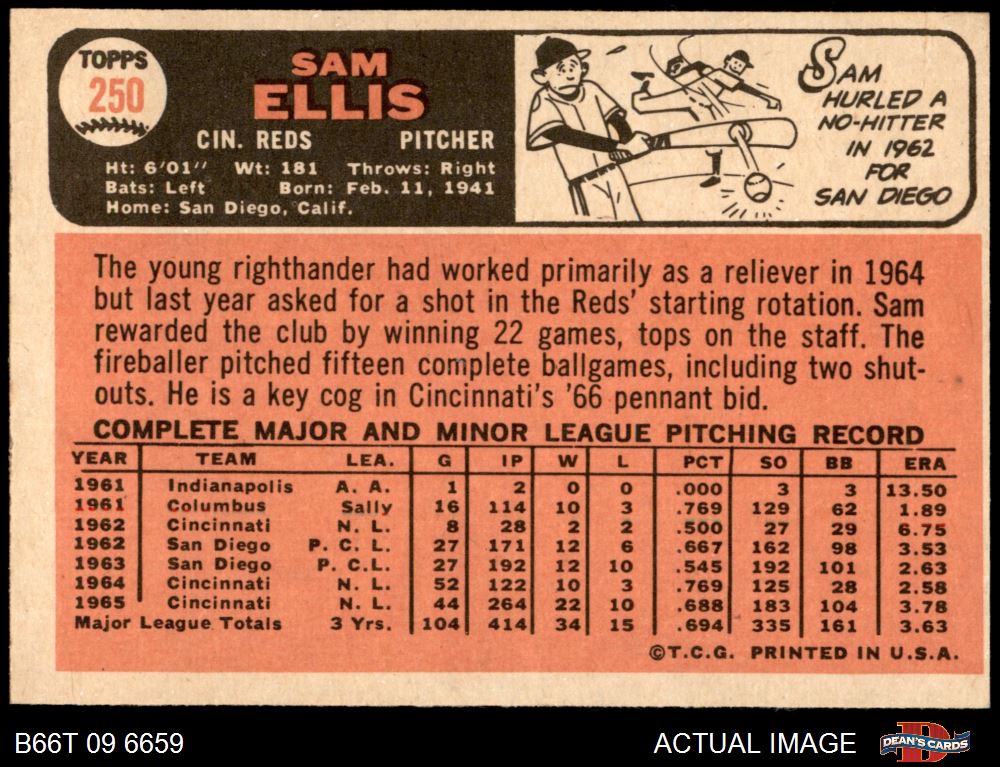 TOPPS
250
SAM
ELLIS
CIN. REDS PITCHER
Ht: 6'01" Wt: 181 Throws: Right
Bats: Left Born: Feb. 11, 1941
Home: San Diego, Calif.
SAM
HURLED A
NO-HITTER
IN 1962
FOR
SAN DIEGO
The young righthander had worked primarily as a reliever in 1964
but last year asked for a shot in the Reds' starting rotation. Sam
rewarded the club by winning 22 games, tops on the staff. The
fireballer pitched fifteen complete ballgames, including two shut-
outs. He is a key cog in Cincinnati's '66 pennant bid.
COMPLETE MAJOR AND MINOR LEAGUE PITCHING RECORD
YEAR TEAM LEA. G IP W L PCT SO BB ERA
1961 Indianapolis A. A. 1 2 0 0 .000 3 3 13.50
1961 Columbus Sally 16 114 10 3 .769 129 62 1.89
1962 Cincinnati N. L. 8 28 2 2 .500 27 29 6.75
1962 San Diego P. C. L. 27 171 12 6 .667 162 98 3.53
1963 San Diego P. C.L. 27 192 12 10 .545 192 101 2.63
1964 Cincinnati N. L. 52 122 10 3 .769 125 28 2.58
1965 Cincinnati N. L. 44 264 22 10 .688 183 104 3.78
Major League Totals 3 Yrs. 104 414 34 15 .694 335 161 3.63
©T.C.G. PRINTED IN U.S.A.
B66T 09 6659 ACTUAL IMAGE
D
DEAN'S CARDS